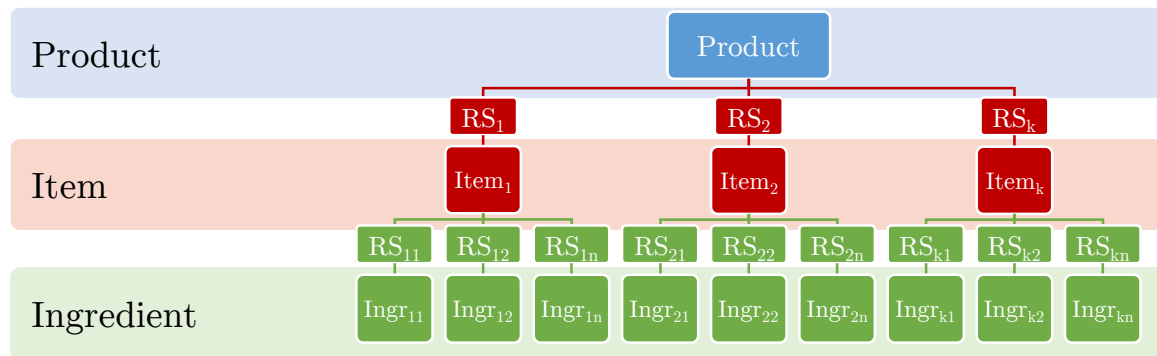 Product
Product
RS₁ RS₂ RSₖ
Item
Item₁ Item₂ Itemₖ
RS₁₁ RS₁₂ RS₁ₙ RS₂₁ RS₂₂ RS₂ₙ RSₖ₁ RSₖ₂ RSₖₙ
Ingredient
Ingr₁₁ Ingr₁₂ Ingr₁ₙ Ingr₂₁ Ingr₂₂ Ingr₂ₙ Ingrₖ₁ Ingrₖ₂ Ingrₖₙ